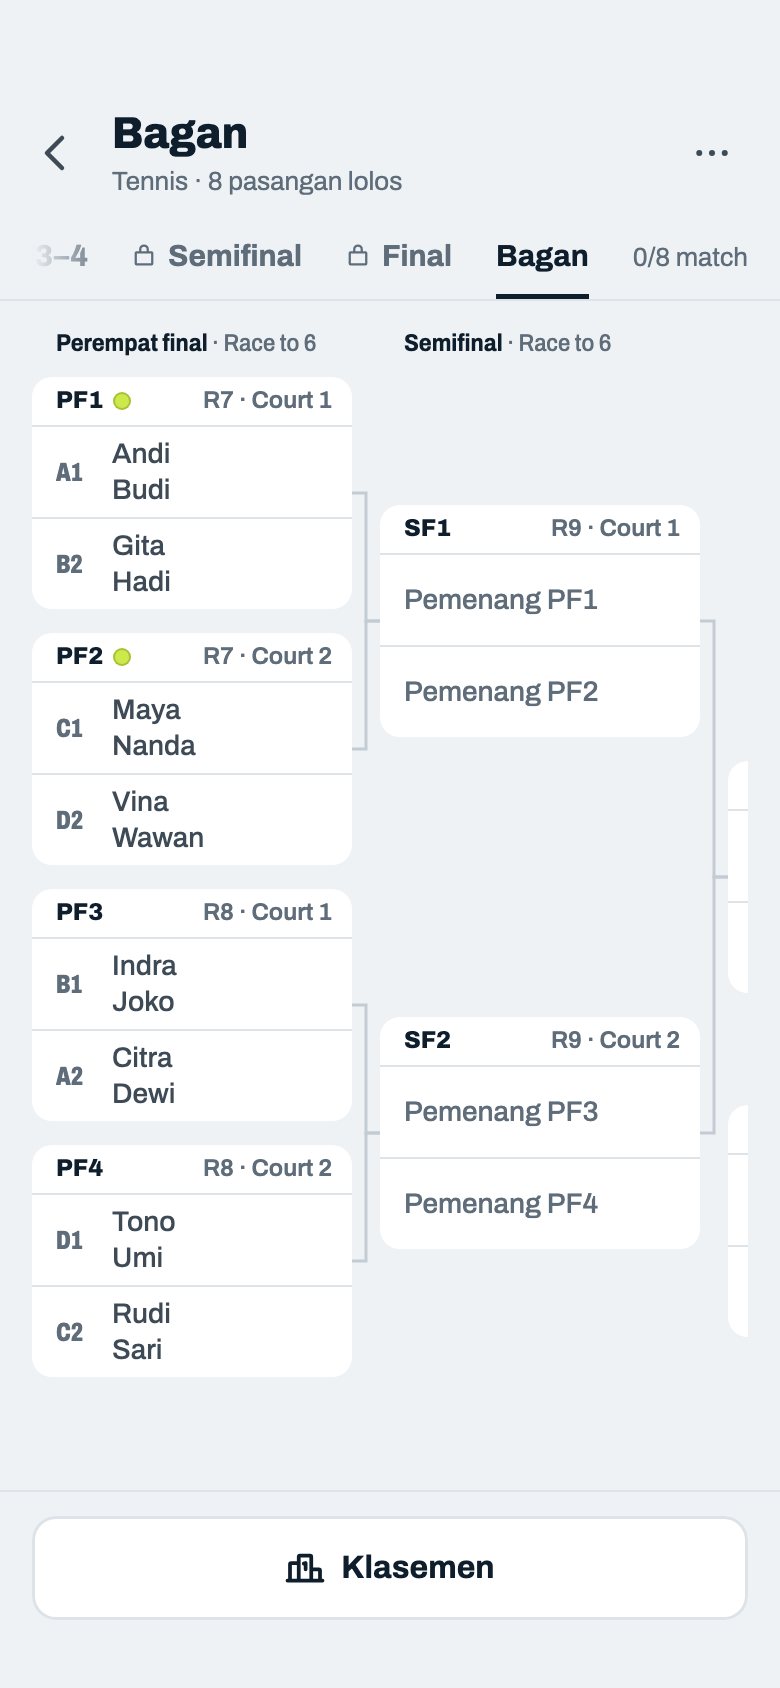 Bagan
Tennis · 8 pasangan lolos
3–4
Semifinal
Final
Bagan
0/8 match
Perempat final · Race to 6
Semifinal · Race to 6
PF1
R7 · Court 1
A1
Andi
Budi
B2
Gita
Hadi
PF2
R7 · Court 2
C1
Maya
Nanda
D2
Vina
Wawan
PF3
R8 · Court 1
B1
Indra
Joko
A2
Citra
Dewi
PF4
R8 · Court 2
D1
Tono
Umi
C2
Rudi
Sari
SF1
R9 · Court 1
Pemenang PF1
Pemenang PF2
SF2
R9 · Court 2
Pemenang PF3
Pemenang PF4
Klasemen